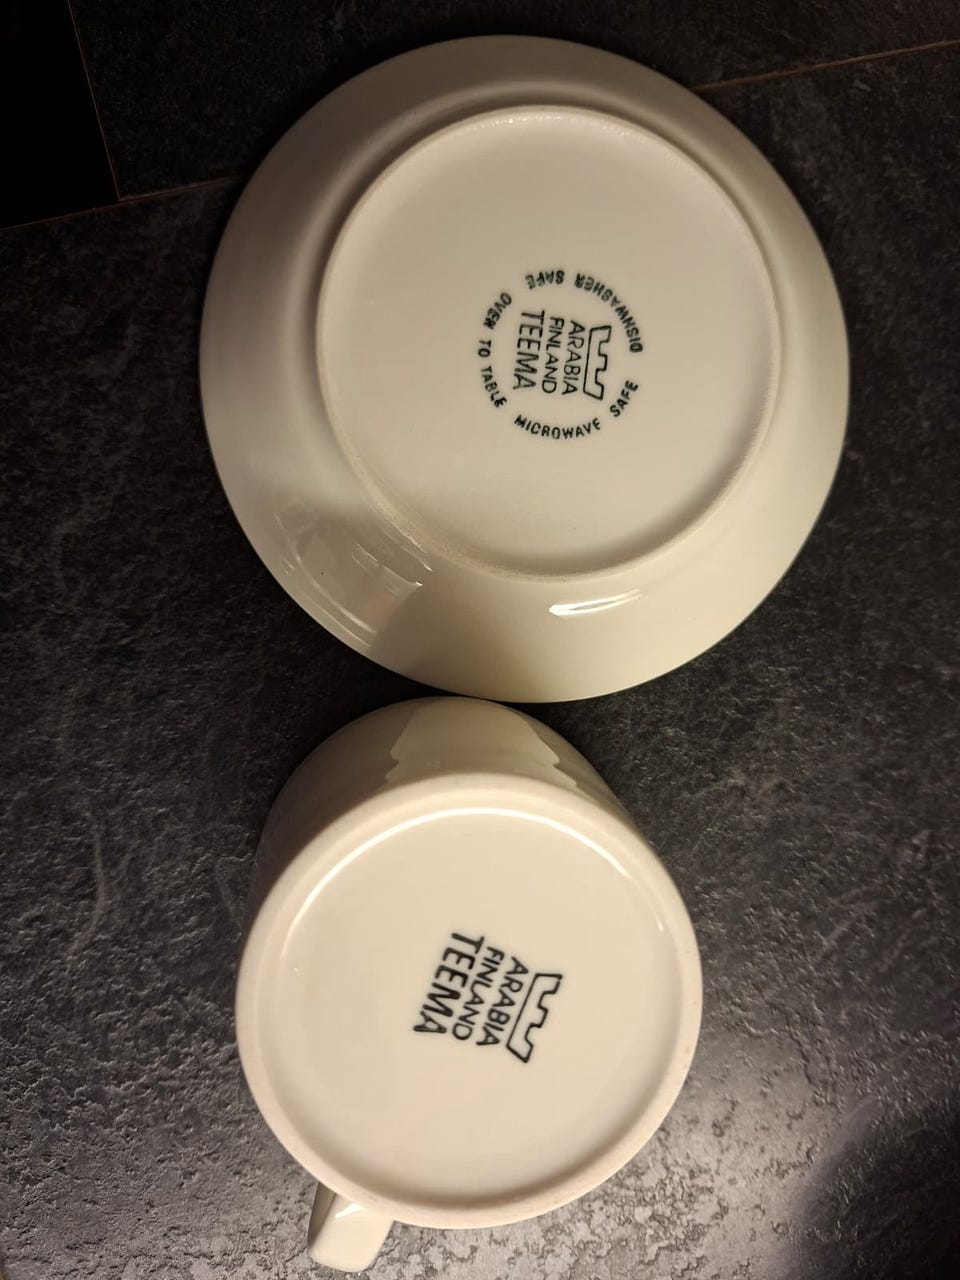 ARABIA
FINLAND
TEEMA
DISHWASHER SAFE
OVEN TO TABLE
MICROWAVE SAFE
ARABIA
FINLAND
TEEMA